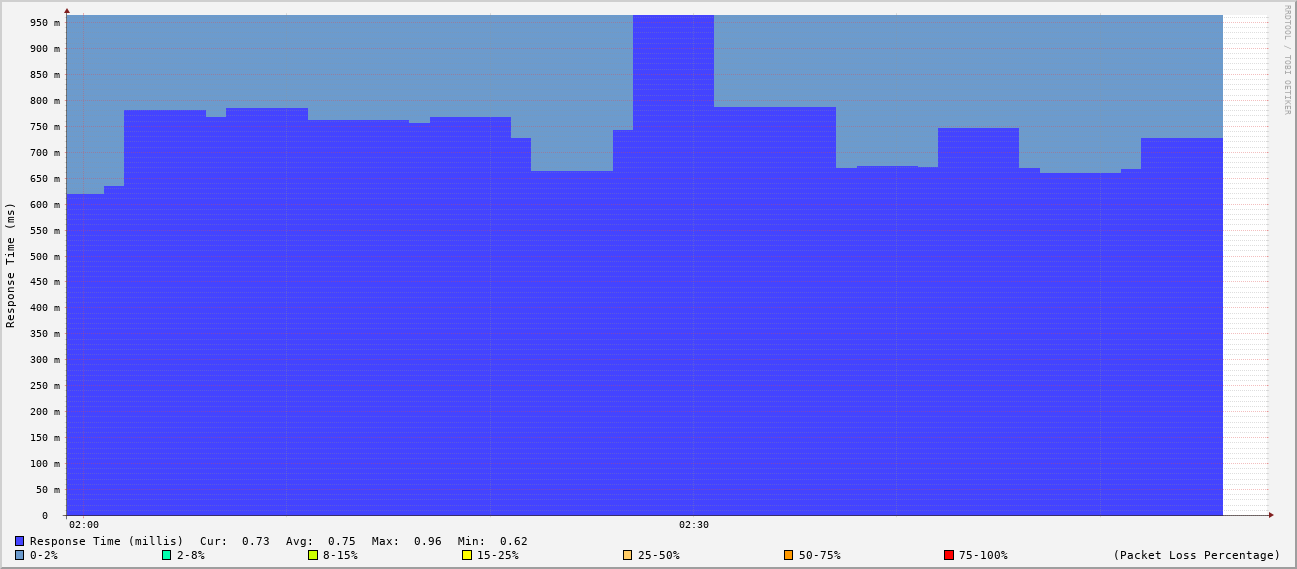 950 m
900 m
850 m
800 m
750 m
700 m
650 m
600 m
550 m
500 m
450 m
400 m
350 m
300 m
250 m
200 m
150 m
100 m
50 m
0
Response Time (ms)
RRDTOOL / TOBI OETIKER
02:00 02:30
Response Time (millis) Cur: 0.73 Avg: 0.75 Max: 0.96 Min: 0.62
0-2% 2-8% 8-15% 15-25% 25-50% 50-75% 75-100% (Packet Loss Percentage)